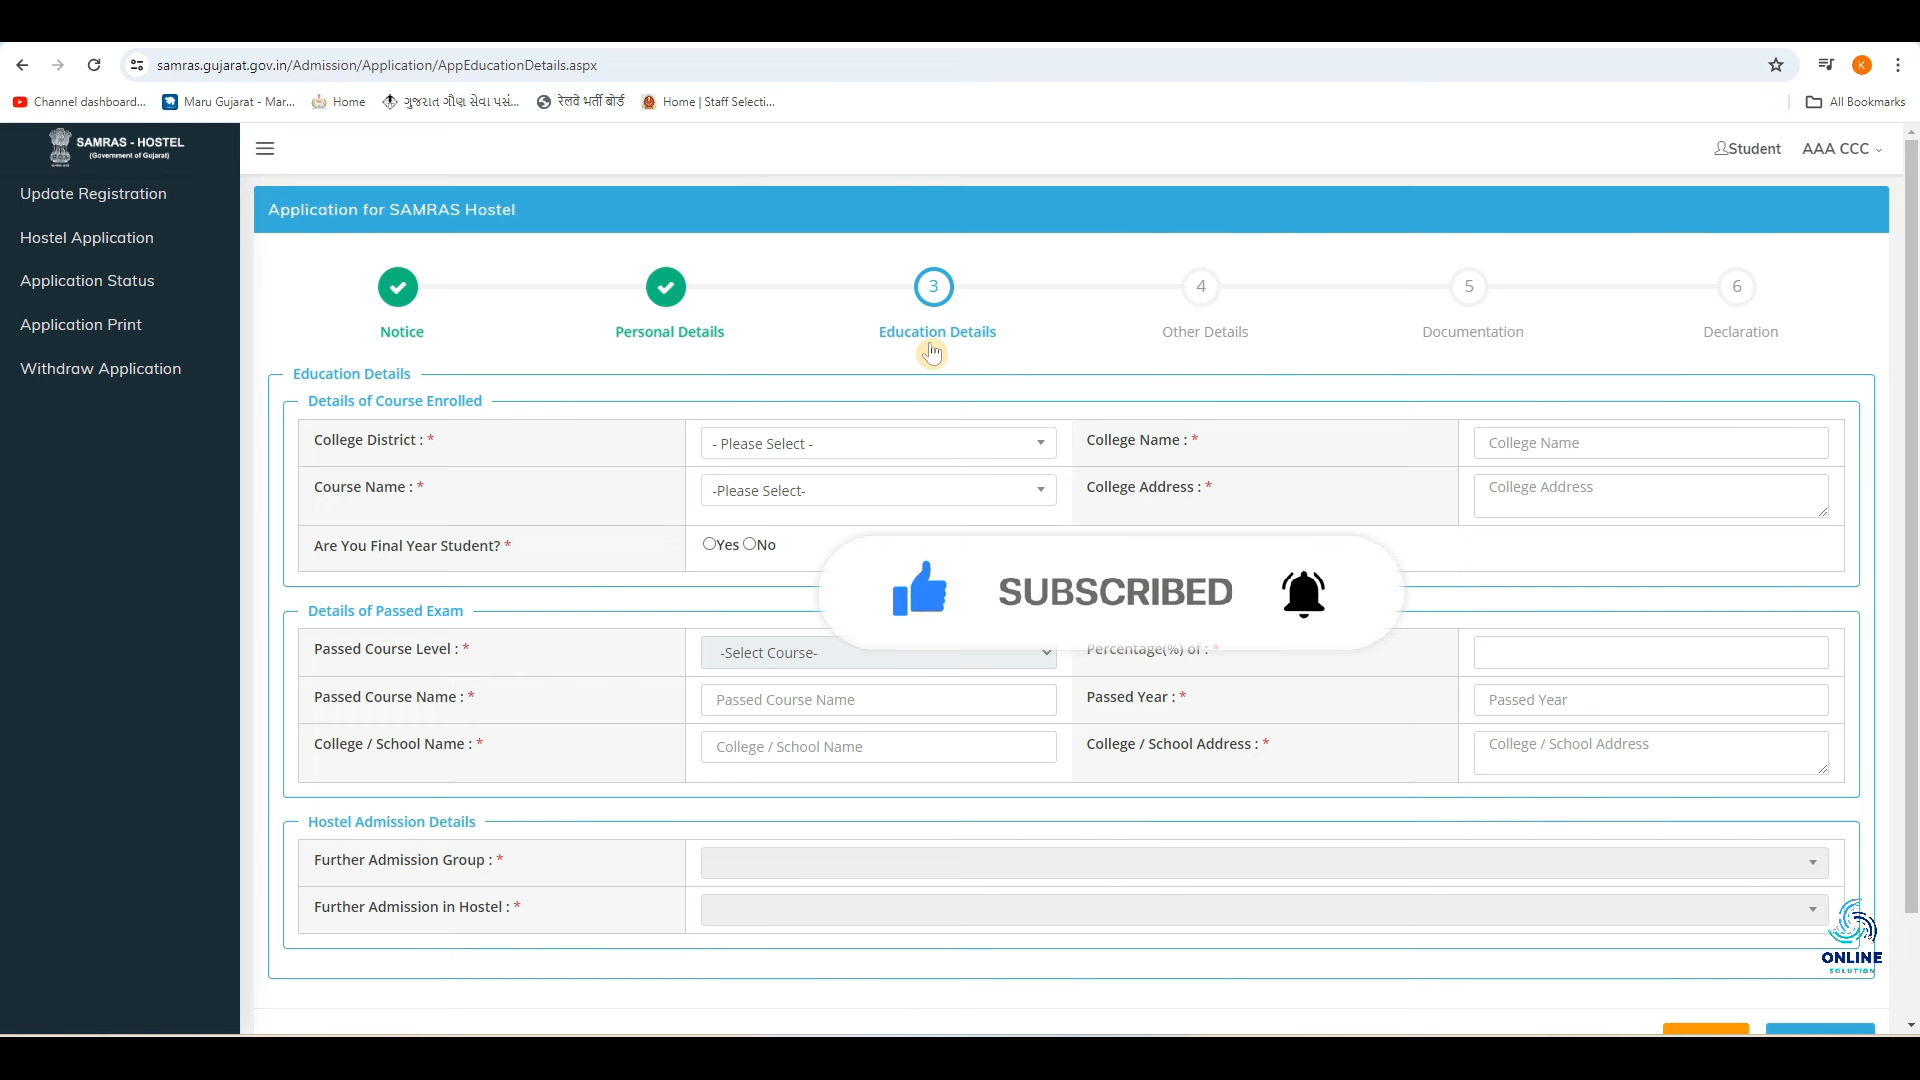 samras.gujarat.gov.in/Admission/Application/AppEducationDetails.aspx
K
Channel dashboard...
Maru Gujarat - Mar...
Home
ગુજરાત ગૌણ સેવા પસં...
रेलवे भर्ती बोर्ड
Home | Staff Selecti...
All Bookmarks
SAMRAS - HOSTEL
(Government of Gujarat)
Student
AAA CCC
Update Registration
Hostel Application
Application Status
Application Print
Withdraw Application
Application for SAMRAS Hostel
3
4
5
6
Notice
Personal Details
Education Details
Other Details
Documentation
Declaration
Education Details
Details of Course Enrolled
College District : *
- Please Select -
College Name : *
College Name
Course Name : *
-Please Select-
College Address : *
College Address
Are You Final Year Student? *
Yes
No
SUBSCRIBED
Details of Passed Exam
Passed Course Level : *
-Select Course-
Percentage(%) of : *
Passed Course Name : *
Passed Course Name
Passed Year : *
Passed Year
College / School Name : *
College / School Name
College / School Address : *
College / School Address
Hostel Admission Details
Further Admission Group : *
Further Admission in Hostel : *
ONLINE
SOLUTION